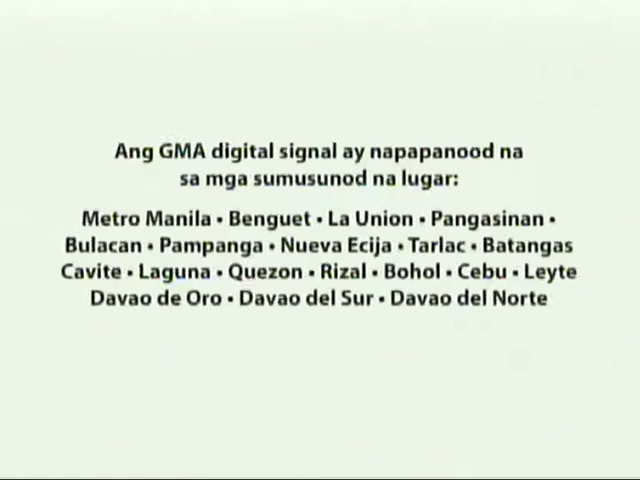 Ang GMA digital signal ay napapanood na
sa mga sumusunod na lugar:
Metro Manila • Benguet • La Union • Pangasinan •
Bulacan • Pampanga • Nueva Ecija • Tarlac • Batangas
Cavite • Laguna • Quezon • Rizal • Bohol • Cebu • Leyte
Davao de Oro • Davao del Sur • Davao del Norte